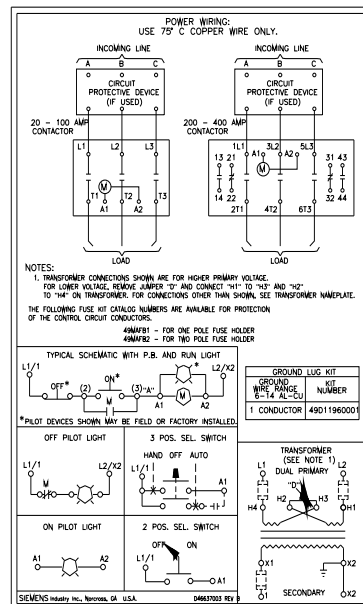 POWER WIRING:
USE 75° C COPPER WIRE ONLY.
INCOMING LINE
A B C
CIRCUIT
PROTECTIVE DEVICE
(IF USED)
20 - 100 AMP
CONTACTOR
L1 L2 L3
M
T1 T2 T3
A1 A2
LOAD
INCOMING LINE
A B C
CIRCUIT
PROTECTIVE DEVICE
(IF USED)
200 - 400 AMP
CONTACTOR
1L1 3L2 5L3
13 21 A1 A2 31 43
M
14 22 32 44
2T1 4T2 6T3
LOAD
NOTES:
1. TRANSFORMER CONNECTIONS SHOWN ARE FOR HIGHER PRIMARY VOLTAGE.
FOR LOWER VOLTAGE, REMOVE JUMPER "D" AND CONNECT "H1" TO "H3" AND "H2"
TO "H4" ON TRANSFORMER. FOR CONNECTIONS OTHER THAN SHOWN, SEE TRANSFORMER NAMEPLATE.
THE FOLLOWING FUSE KIT CATALOG NUMBERS ARE AVAILABLE FOR PROTECTION
OF THE CONTROL CIRCUIT CONDUCTORS.
49MAFB1 - FOR ONE POLE FUSE HOLDER
49MAFB2 - FOR TWO POLE FUSE HOLDER
TYPICAL SCHEMATIC WITH P.B. AND RUN LIGHT
L1/1 L2/X2
OFF* (2) ON* (3) "A" *
A1 M A2
M
*PILOT DEVICES SHOWN MAY BE FIELD OR FACTORY INSTALLED.
GROUND LUG KIT
GROUND WIRE RANGE 6-14 AL-CU
KIT NUMBER
1 CONDUCTOR 49D11960001
OFF PILOT LIGHT
L1/1 L2/X2
M
3 POS. SEL. SWITCH
HAND OFF AUTO
L1/1
A1
ON PILOT LIGHT
A1 A2
2 POS. SEL. SWITCH
OFF ON
L1/1
A1
TRANSFORMER
(SEE NOTE 1)
L1 DUAL PRIMARY L2
"D"
H2 H3
H4 H1
X1 X2
SECONDARY
X1 X2
SIEMENS Industry Inc., Norcross, GA U.S.A. D46637003 REV